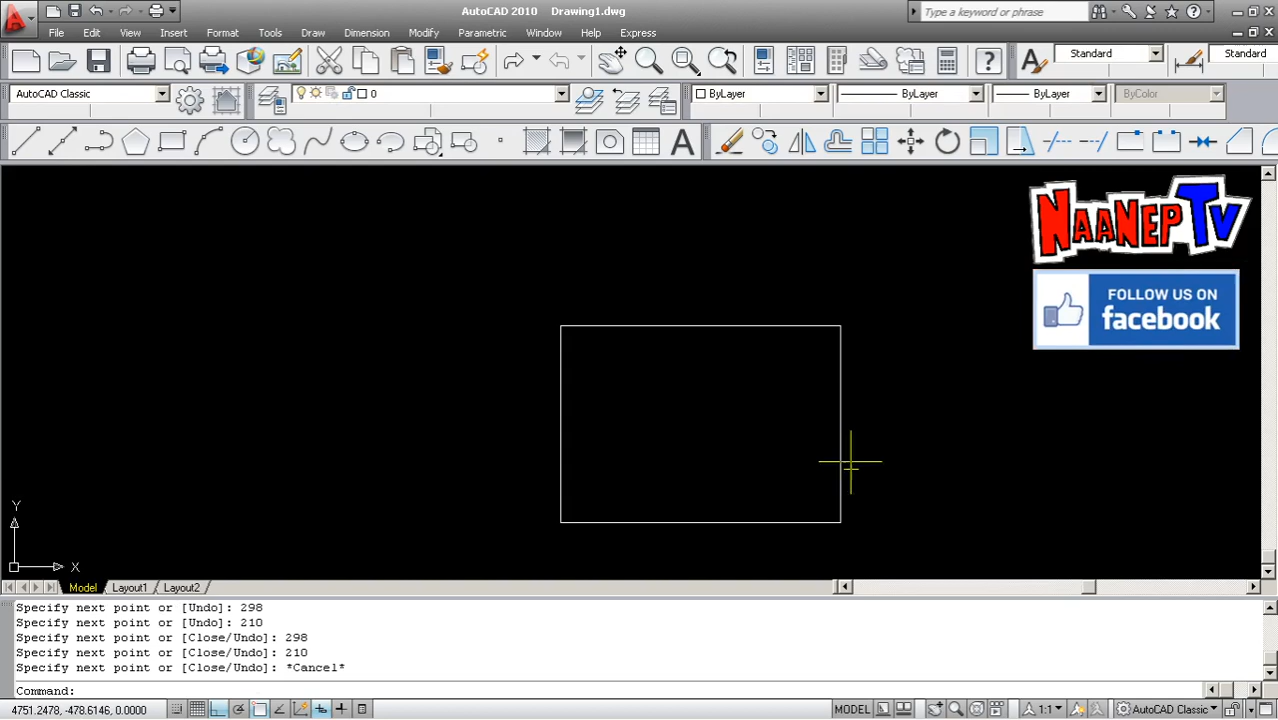 AutoCAD 2010 Drawing1.dwg
Type a keyword or phrase
File Edit View Insert Format Tools Draw Dimension Modify Parametric Window Help Express
Standard
Standard
AutoCAD Classic
0
ByLayer
ByLayer
ByLayer
ByColor
A
NAANEP TV
FOLLOW US ON
facebook
Y
X
Model Layout1 Layout2
Specify next point or [Undo]: 298
Specify next point or [Undo]: 210
Specify next point or [Close/Undo]: 298
Specify next point or [Close/Undo]: 210
Specify next point or [Close/Undo]: *Cancel*
Command:
4751.2478, -478.6146, 0.0000
MODEL
1:1
AutoCAD Classic